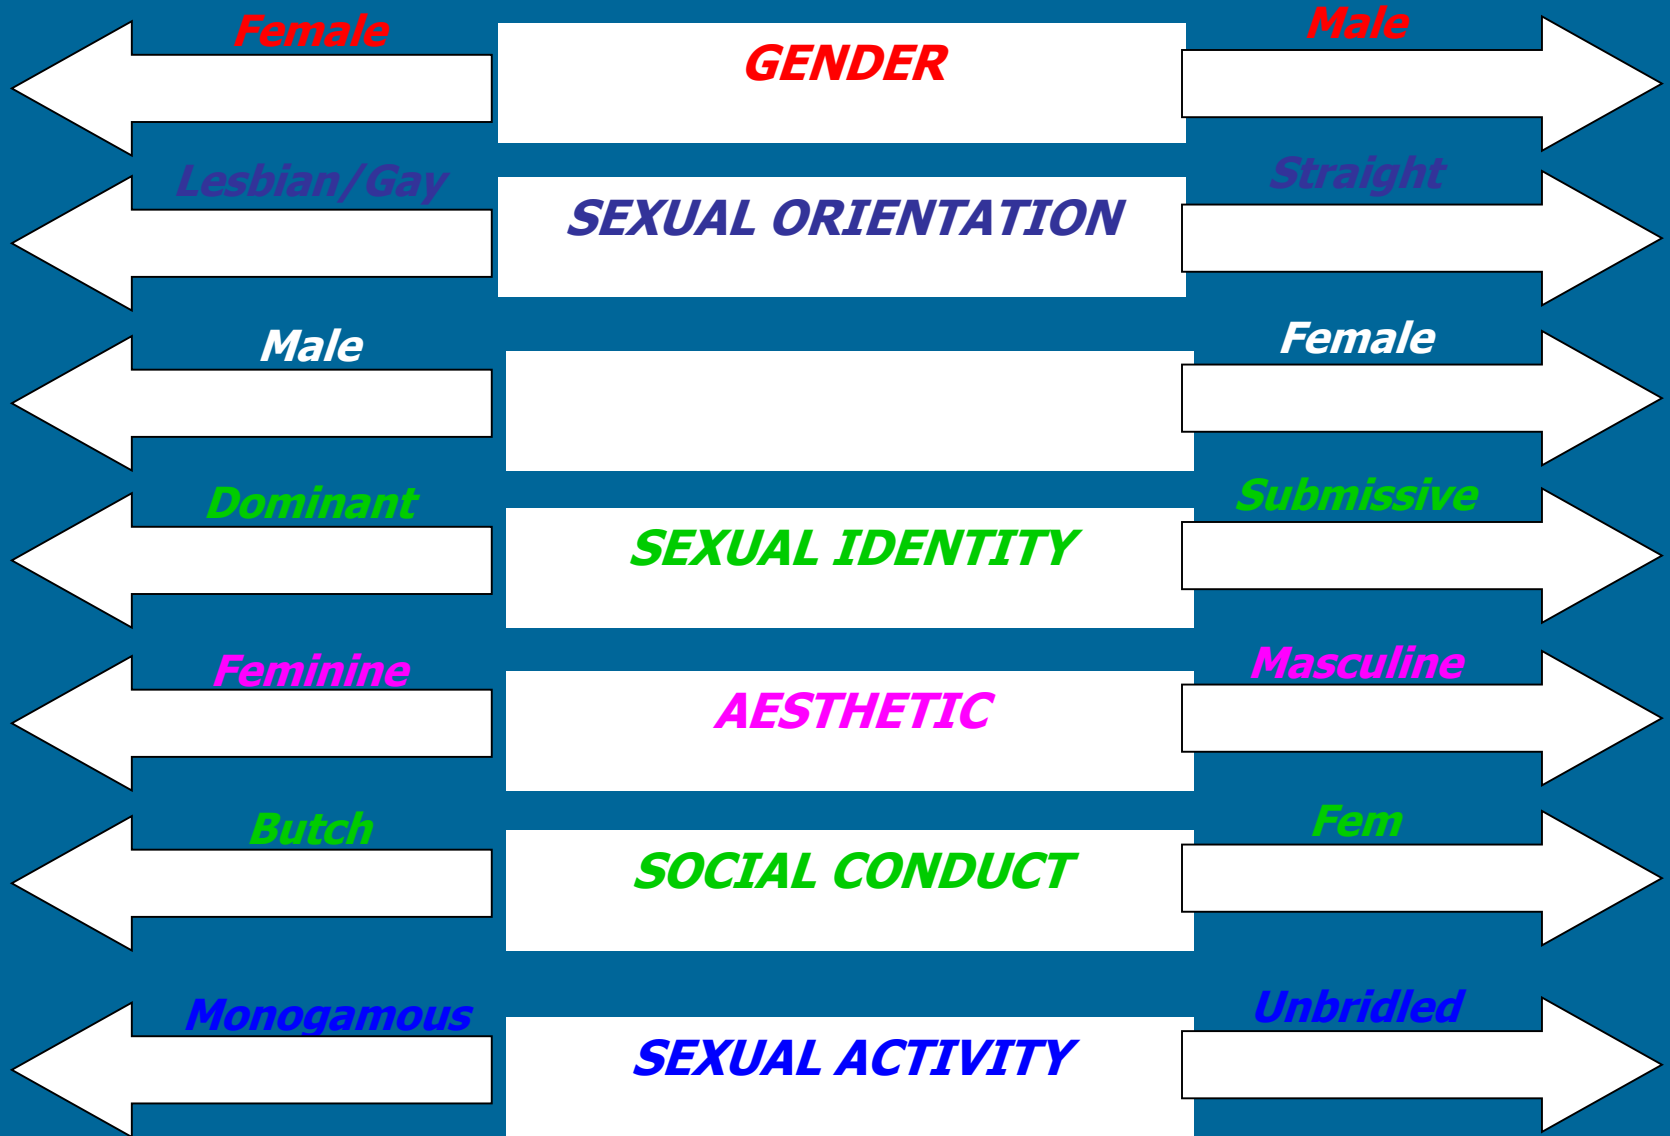 Female
GENDER
Male
Lesbian/Gay
SEXUAL ORIENTATION
Straight
Male
Female
Dominant
SEXUAL IDENTITY
Submissive
Feminine
AESTHETIC
Masculine
Butch
SOCIAL CONDUCT
Fem
Monogamous
SEXUAL ACTIVITY
Unbridled